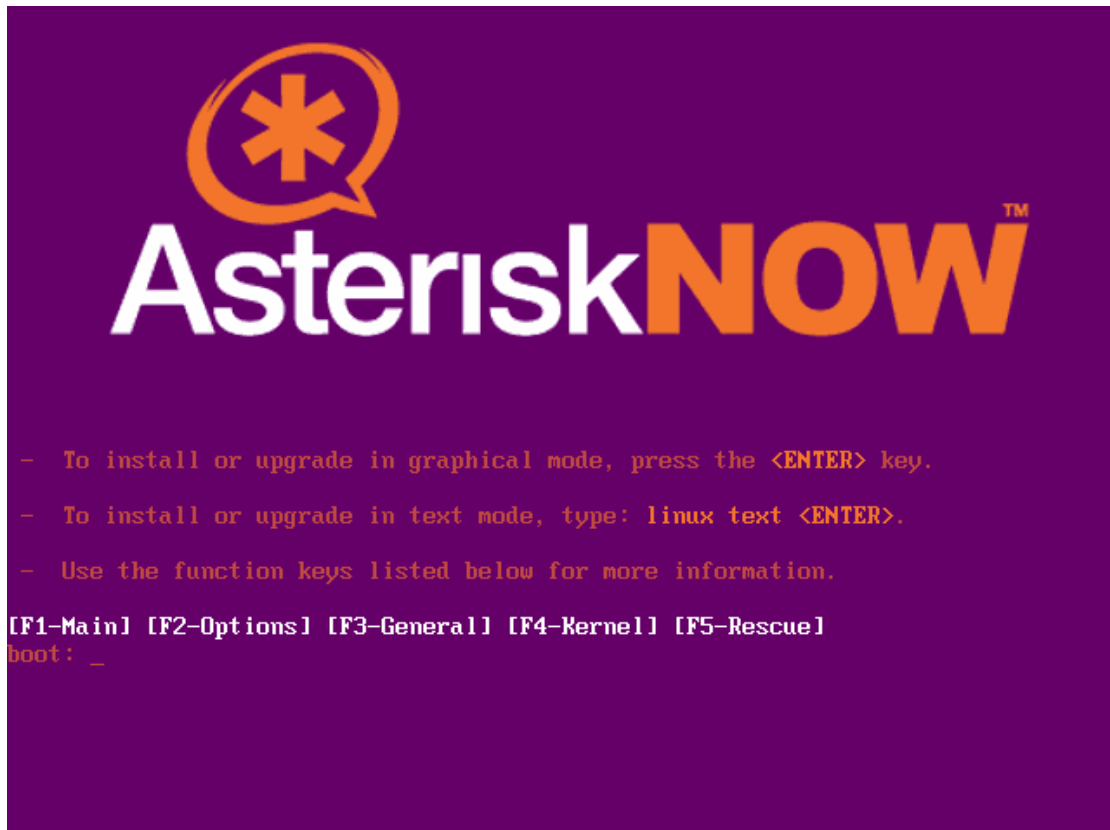 AsteriskNOW™
-  To install or upgrade in graphical mode, press the <ENTER> key.
-  To install or upgrade in text mode, type: linux text <ENTER>.
-  Use the function keys listed below for more information.
[F1-Main] [F2-Options] [F3-General] [F4-Kernel] [F5-Rescue]
boot: _